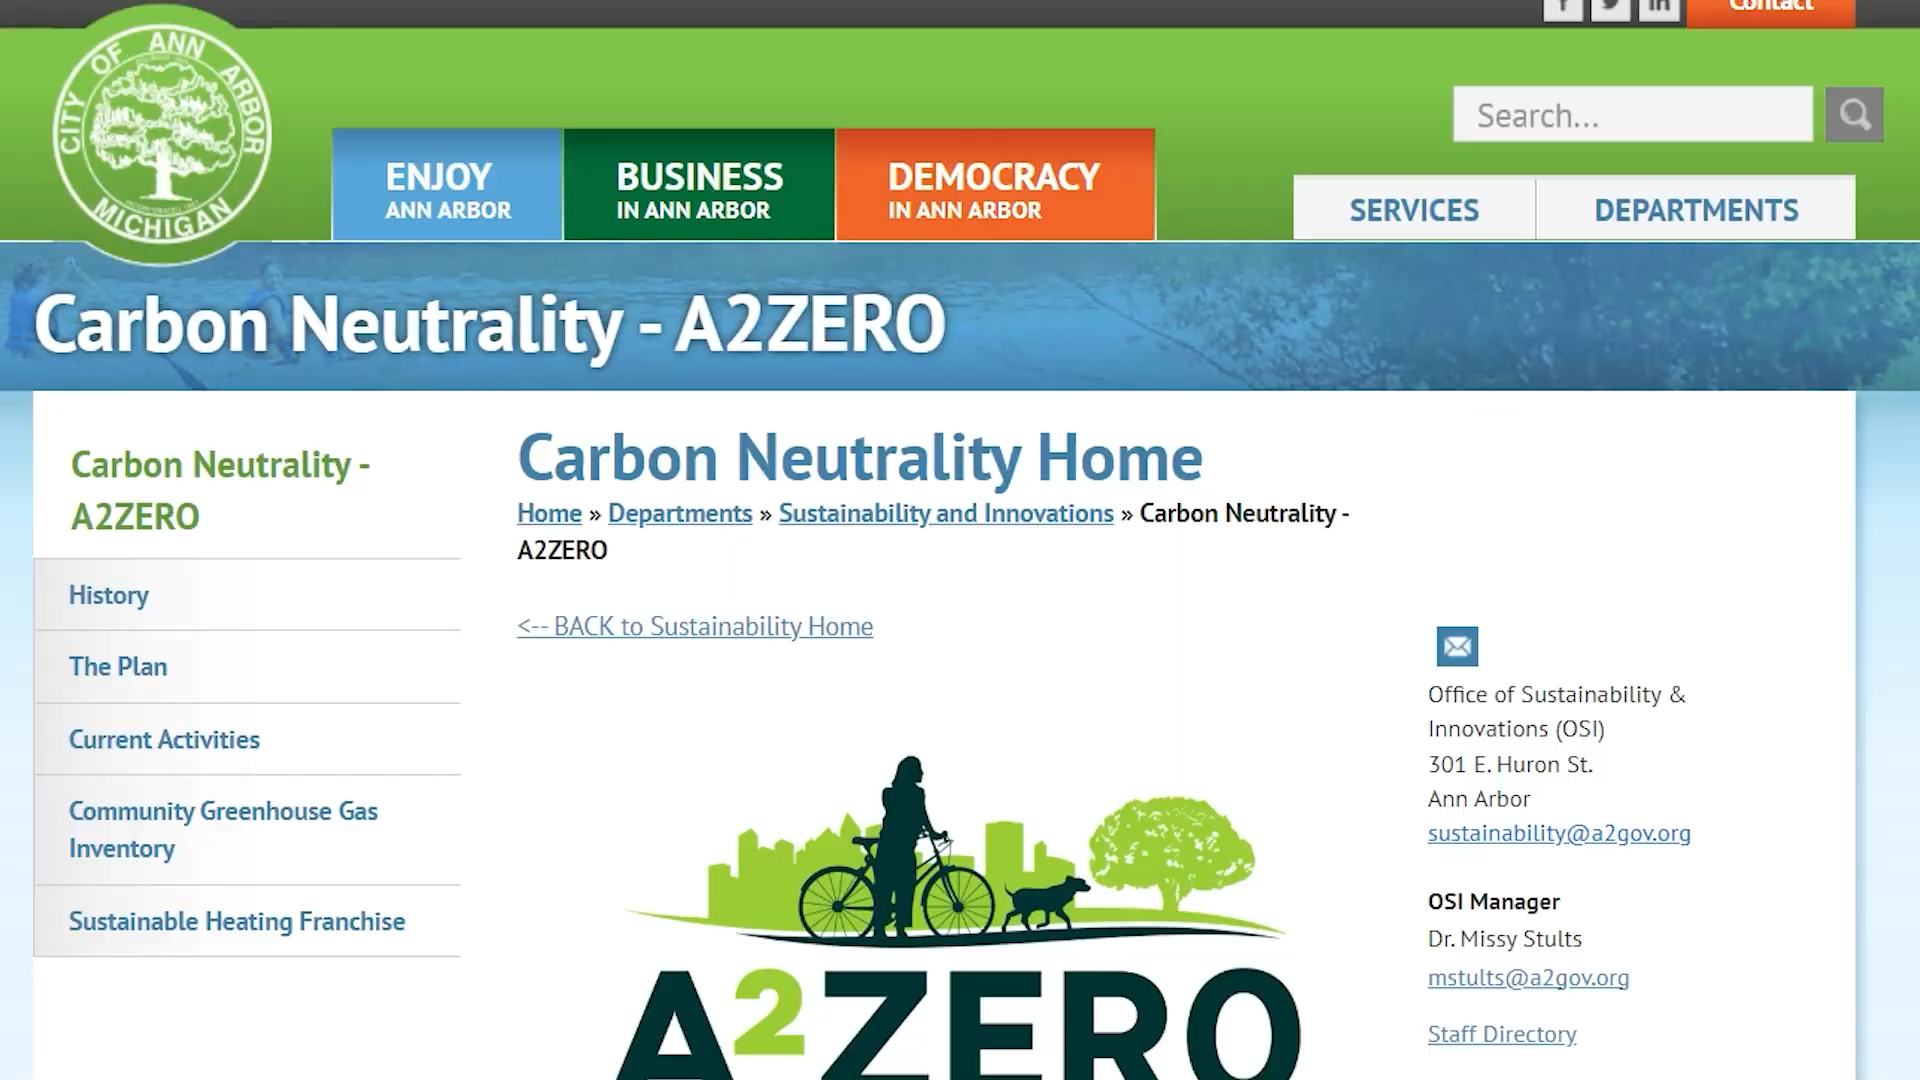 Contact
CITY OF ANN ARBOR
MICHIGAN
Search...
ENJOY
ANN ARBOR
BUSINESS
IN ANN ARBOR
DEMOCRACY
IN ANN ARBOR
SERVICES
DEPARTMENTS
Carbon Neutrality - A2ZERO
Carbon Neutrality -
A2ZERO
History
The Plan
Current Activities
Community Greenhouse Gas
Inventory
Sustainable Heating Franchise
Carbon Neutrality Home
Home » Departments » Sustainability and Innovations » Carbon Neutrality -
A2ZERO
<-- BACK to Sustainability Home
A2ZERO
Office of Sustainability &
Innovations (OSI)
301 E. Huron St.
Ann Arbor
sustainability@a2gov.org
OSI Manager
Dr. Missy Stults
mstults@a2gov.org
Staff Directory